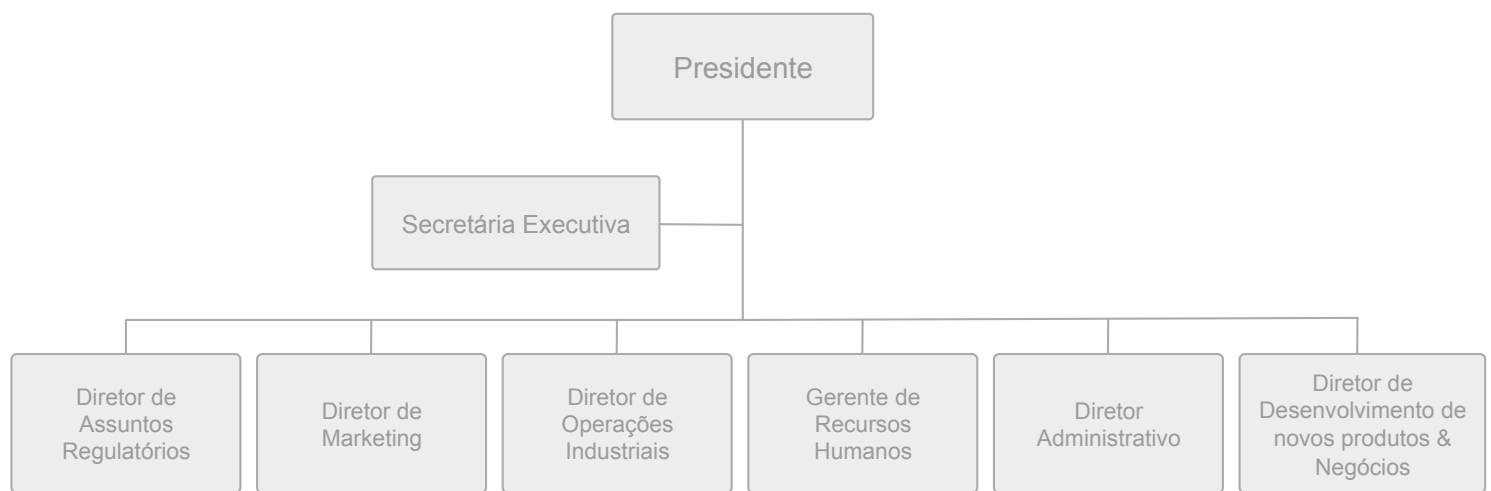 Presidente
Secretária Executiva
Diretor de
Assuntos
Regulatórios
Diretor de
Marketing
Diretor de
Operações
Industriais
Gerente de
Recursos
Humanos
Diretor
Administrativo
Diretor de
Desenvolvimento de
novos produtos &
Negócios